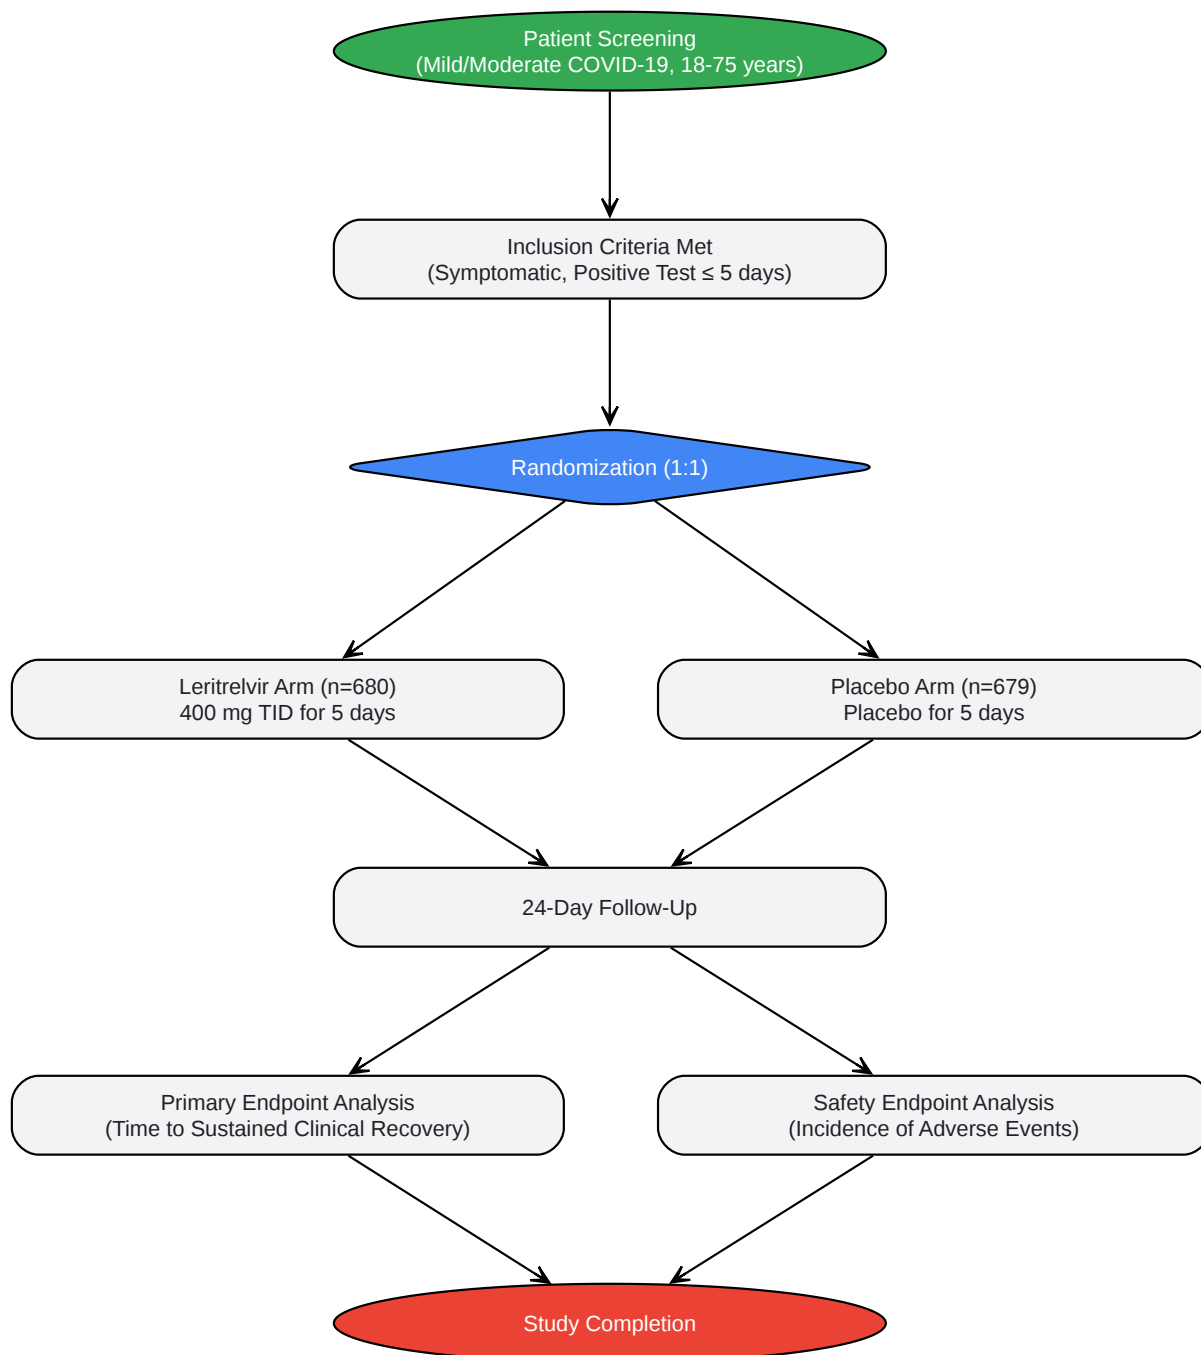 Patient Screening
(Mild/Moderate COVID-19, 18-75 years)
Inclusion Criteria Met
(Symptomatic, Positive Test ≤ 5 days)
Randomization (1:1)
Leritrelvir Arm (n=680)
400 mg TID for 5 days
Placebo Arm (n=679)
Placebo for 5 days
24-Day Follow-Up
Primary Endpoint Analysis
(Time to Sustained Clinical Recovery)
Safety Endpoint Analysis
(Incidence of Adverse Events)
Study Completion